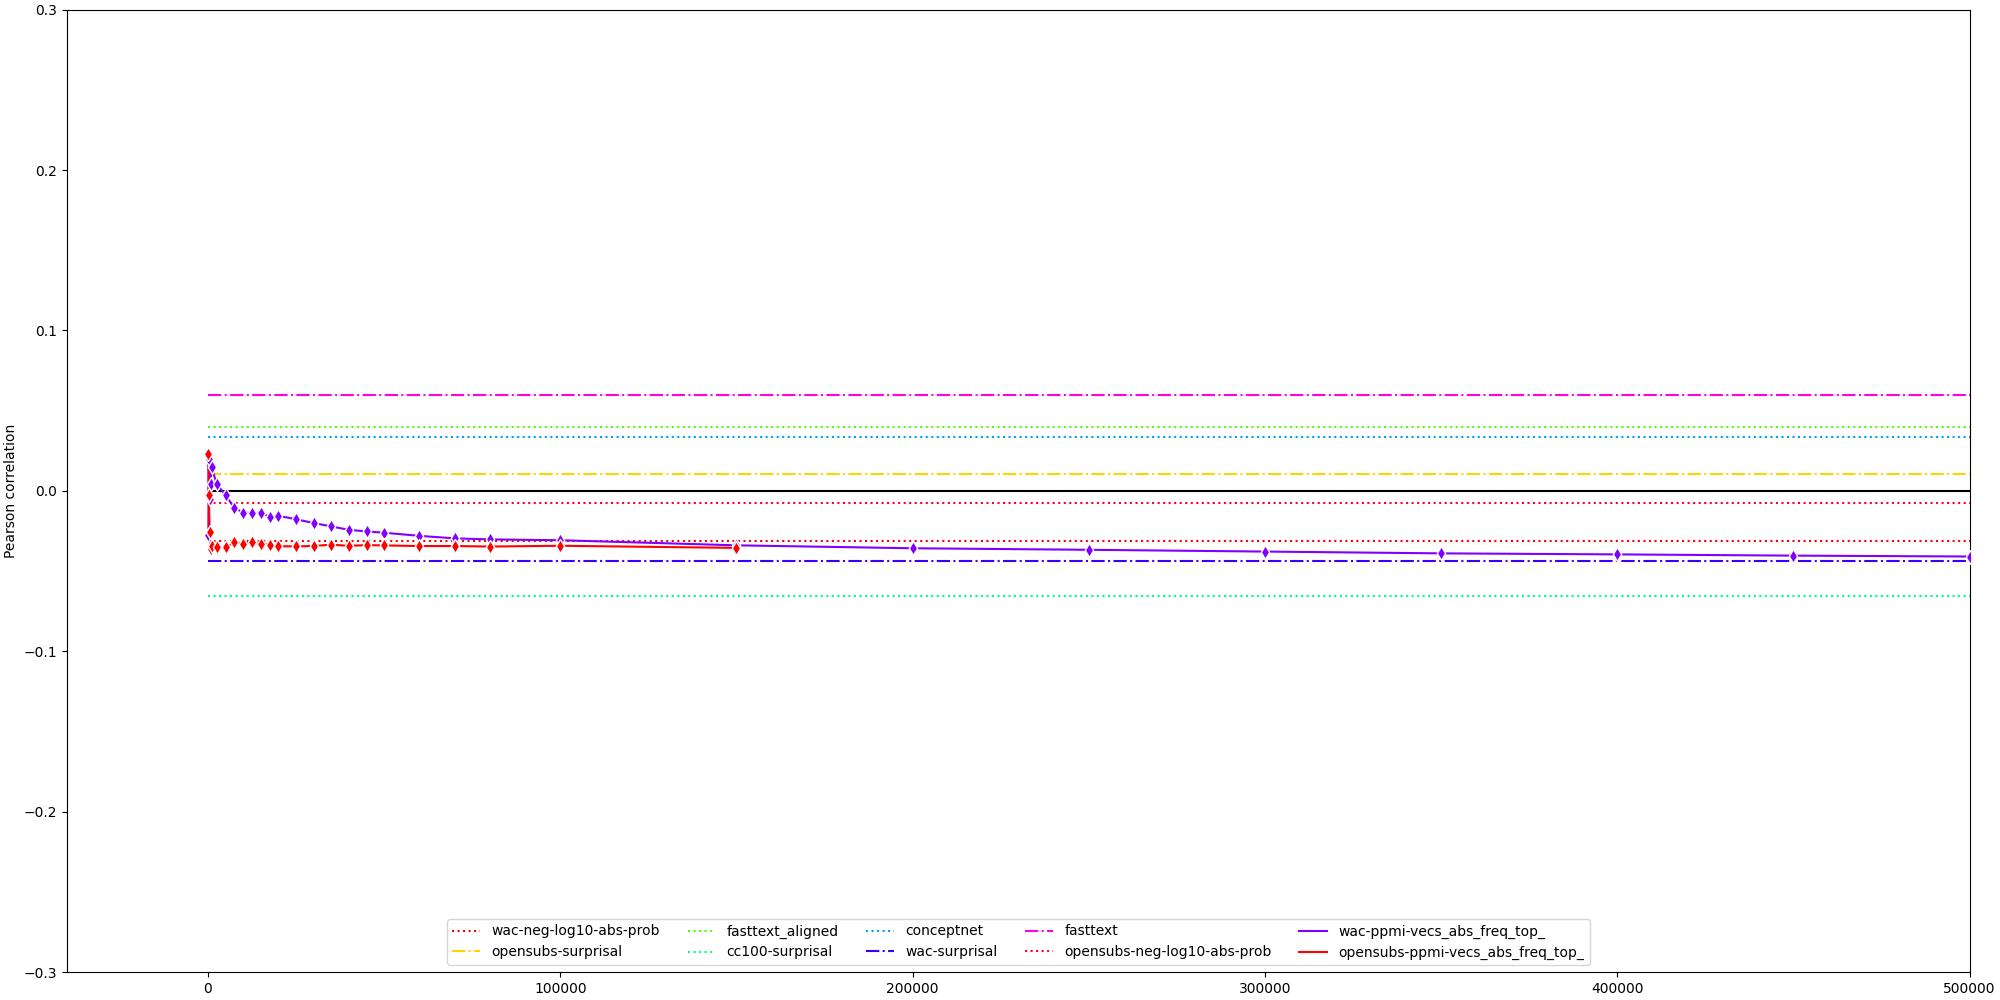 0.3
0.2
0.1
0.0
−0.1
−0.2
−0.3
Pearson correlation
wac-neg-log10-abs-prob fasttext_aligned conceptnet fasttext wac-ppmi-vecs_abs_freq_top_
opensubs-surprisal cc100-surprisal wac-surprisal opensubs-neg-log10-abs-prob opensubs-ppmi-vecs_abs_freq_top_
0 100000 200000 300000 400000 500000